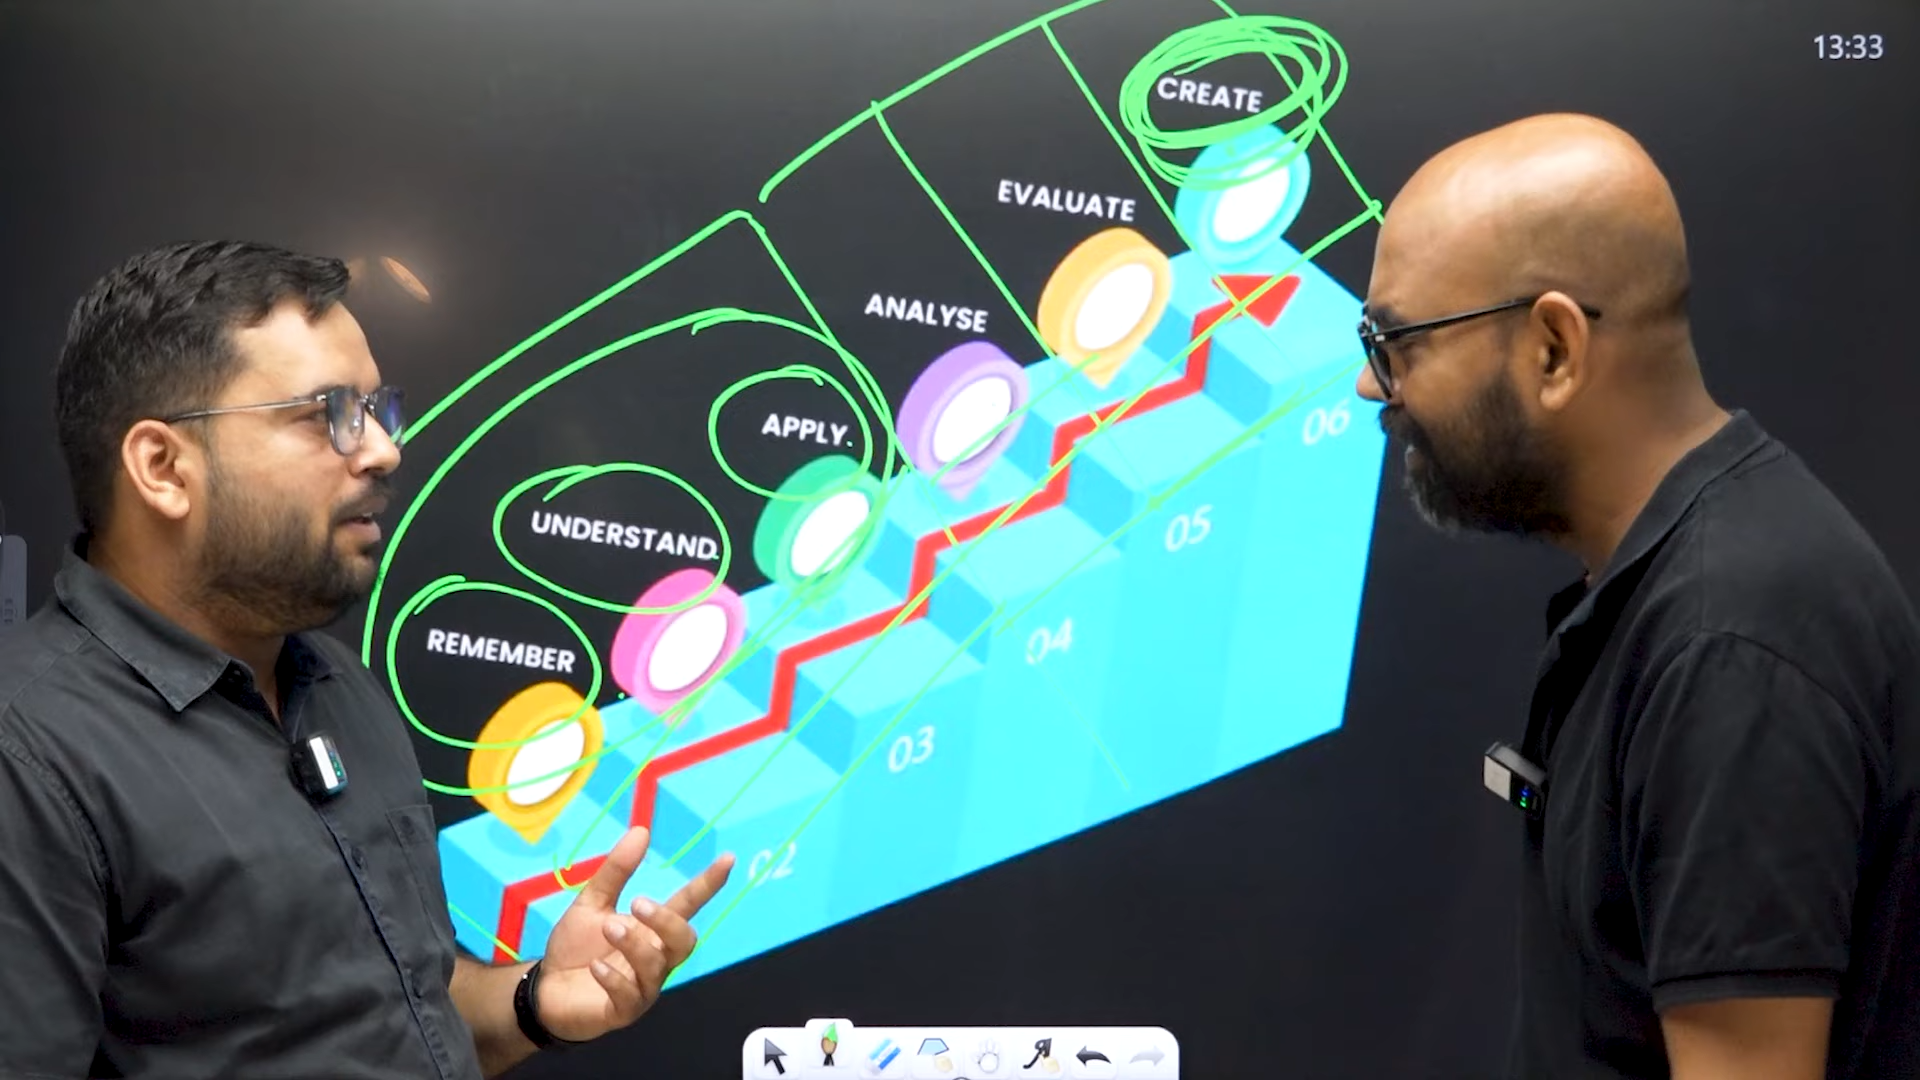 13:33
CREATE
EVALUATE
ANALYSE
APPLY.
UNDERSTAND.
REMEMBER
06
05
04
03
02